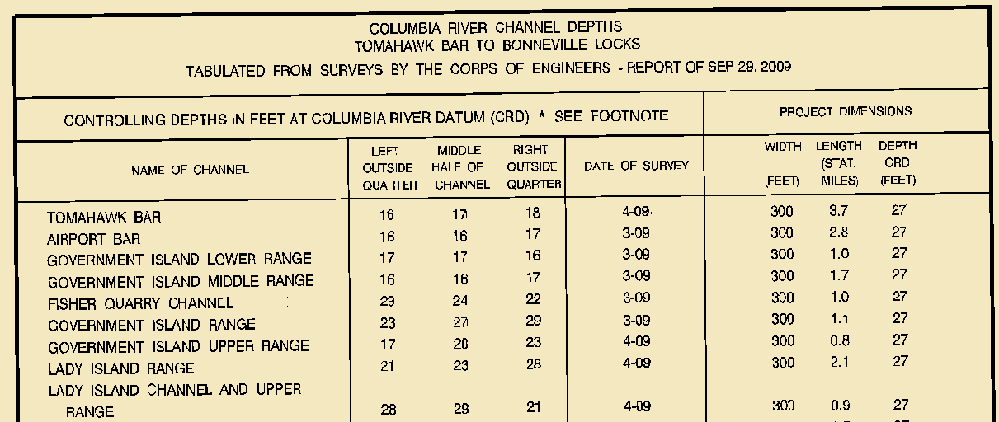 COLUMBIA RIVER CHANNEL DEPTHS
TOMAHAWK BAR TO BONNEVILLE LOCKS
TABULATED FROM SURVEYS BY THE CORPS OF ENGINEERS - REPORT OF SEP 29, 2009
CONTROLLING DEPTHS IN FEET AT COLUMBIA RIVER DATUM (CRD) * SEE FOOTNOTE PROJECT DIMENSIONS
NAME OF CHANNEL LEFT OUTSIDE QUARTER MIDDLE HALF OF CHANNEL RIGHT OUTSIDE QUARTER DATE OF SURVEY WIDTH (FEET) LENGTH (STAT. MILES) DEPTH CRD (FEET)
TOMAHAWK BAR 16 17 18 4-09 300 3.7 27
AIRPORT BAR 16 16 17 3-09 300 2.8 27
GOVERNMENT ISLAND LOWER RANGE 17 17 16 3-09 300 1.0 27
GOVERNMENT ISLAND MIDDLE RANGE 16 16 17 3-09 300 1.7 27
FISHER QUARRY CHANNEL 29 24 22 3-09 300 1.0 27
GOVERNMENT ISLAND RANGE 23 27 29 3-09 300 1.1 27
GOVERNMENT ISLAND UPPER RANGE 17 20 23 4-09 300 0.8 27
LADY ISLAND RANGE 21 23 28 4-09 300 2.1 27
LADY ISLAND CHANNEL AND UPPER
RANGE 28 29 21 4-09 300 0.9 27